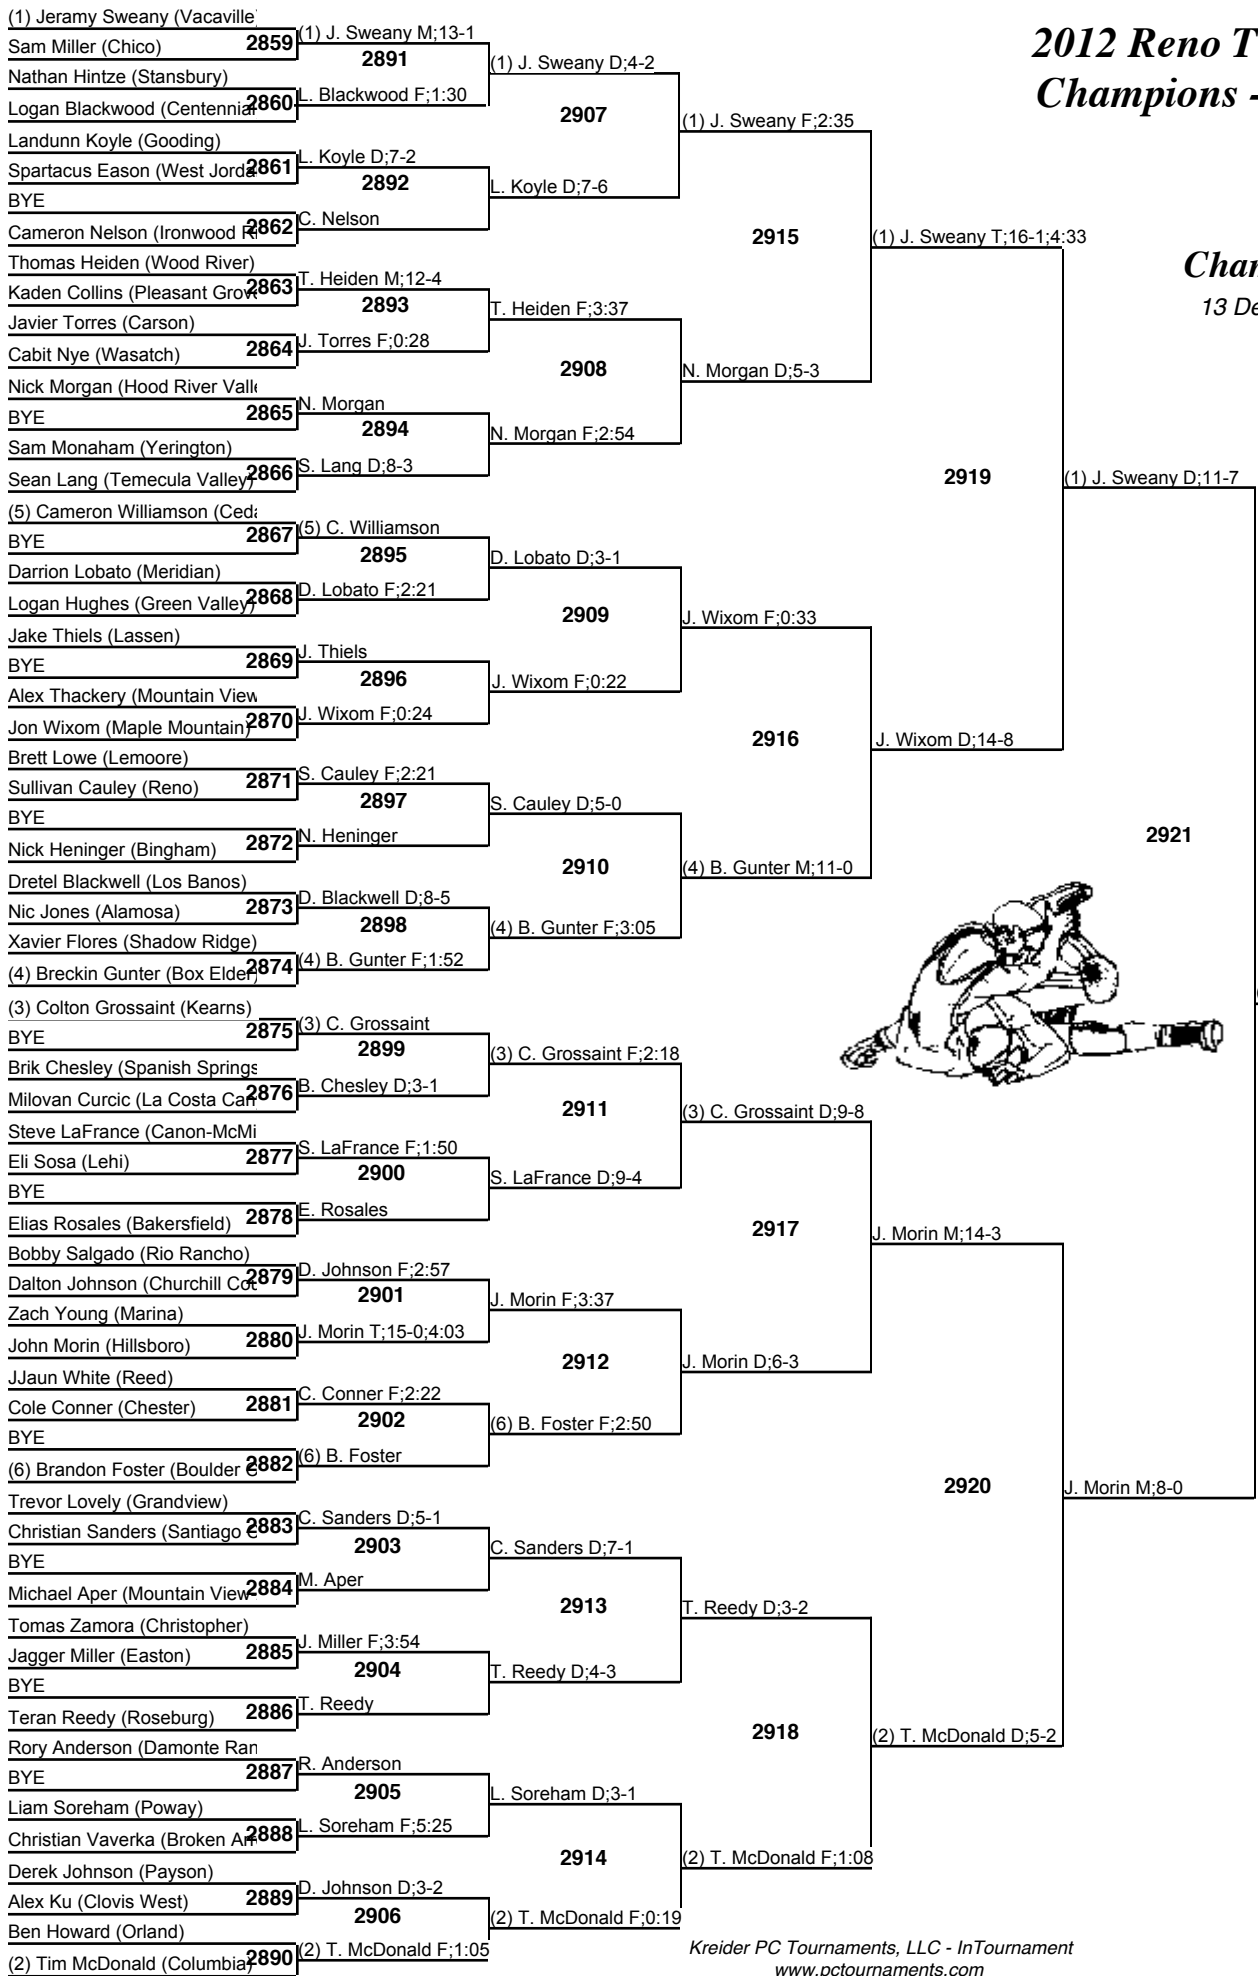 (1) Jeramy Sweany (Vacaville
Sam Miller (Chico)
2859
Nathan Hintze (Stansbury)
Logan Blackwood (Centennial
2860
Landunn Koyle (Gooding)
Spartacus Eason (West Jorda
2861
BYE
Cameron Nelson (Ironwood Ri
2862
Thomas Heiden (Wood River)
Kaden Collins (Pleasant Grove
2863
Javier Torres (Carson)
Cabit Nye (Wasatch)
2864
Nick Morgan (Hood River Valle
BYE
2865
Sam Monaham (Yerington)
Sean Lang (Temecula Valley)
2866
(5) Cameron Williamson (Ceda
BYE
2867
Darrion Lobato (Meridian)
Logan Hughes (Green Valley)
2868
Jake Thiels (Lassen)
BYE
2869
Alex Thackery (Mountain View
Jon Wixom (Maple Mountain)
2870
Brett Lowe (Lemoore)
Sullivan Cauley (Reno)
2871
BYE
Nick Heninger (Bingham)
2872
Dretel Blackwell (Los Banos)
Nic Jones (Alamosa)
2873
Xavier Flores (Shadow Ridge)
(4) Breckin Gunter (Box Elder)
2874
(3) Colton Grossaint (Kearns)
BYE
2875
Brik Chesley (Spanish Springs
Milovan Curcic (La Costa Can
2876
Steve LaFrance (Canon-McMi
Eli Sosa (Lehi)
2877
BYE
Elias Rosales (Bakersfield)
2878
Bobby Salgado (Rio Rancho)
Dalton Johnson (Churchill Cou
2879
Zach Young (Marina)
John Morin (Hillsboro)
2880
JJaun White (Reed)
Cole Conner (Chester)
2881
BYE
(6) Brandon Foster (Boulder C
2882
Trevor Lovely (Grandview)
Christian Sanders (Santiago C
2883
BYE
Michael Aper (Mountain View
2884
Tomas Zamora (Christopher)
Jagger Miller (Easton)
2885
BYE
Teran Reedy (Roseburg)
2886
Rory Anderson (Damonte Ran
BYE
2887
Liam Soreham (Poway)
Christian Vaverka (Broken Arr
2888
Derek Johnson (Payson)
Alex Ku (Clovis West)
2889
Ben Howard (Orland)
(2) Tim McDonald (Columbia)
2890
(1) J. Sweany M;13-1
2891
L. Blackwood F;1:30
L. Koyle D;7-2
2892
C. Nelson
T. Heiden M;12-4
2893
J. Torres F;0:28
N. Morgan
2894
S. Lang D;8-3
(5) C. Williamson
2895
D. Lobato F;2:21
J. Thiels
2896
J. Wixom F;0:24
S. Cauley F;2:21
2897
N. Heninger
D. Blackwell D;8-5
2898
(4) B. Gunter F;1:52
(3) C. Grossaint
2899
B. Chesley D;3-1
S. LaFrance F;1:50
2900
E. Rosales
D. Johnson F;2:57
2901
J. Morin T;15-0;4:03
C. Conner F;2:22
2902
(6) B. Foster
C. Sanders D;5-1
2903
M. Aper
J. Miller F;3:54
2904
T. Reedy
R. Anderson
2905
L. Soreham F;5:25
D. Johnson D;3-2
2906
(2) T. McDonald F;1:05
(1) J. Sweany D;4-2
2907
L. Koyle D;7-6
T. Heiden F;3:37
2908
N. Morgan F;2:54
D. Lobato D;3-1
2909
J. Wixom F;0:22
S. Cauley D;5-0
2910
(4) B. Gunter F;3:05
(3) C. Grossaint F;2:18
2911
S. LaFrance D;9-4
J. Morin F;3:37
2912
(6) B. Foster F;2:50
C. Sanders D;7-1
2913
T. Reedy D;4-3
L. Soreham D;3-1
2914
(2) T. McDonald F;0:19
(1) J. Sweany F;2:35
2915
N. Morgan D;5-3
J. Wixom F;0:33
2916
(4) B. Gunter M;11-0
(3) C. Grossaint D;9-8
2917
J. Morin D;6-3
T. Reedy D;3-2
2918
(2) T. McDonald F;1:08
(1) J. Sweany T;16-1;4:33
2919
J. Wixom D;14-8
J. Morin M;14-3
2920
(2) T. McDonald D;5-2
(1) J. Sweany D;11-7
2921
J. Morin M;8-0
2012 Reno T
Champions -
Cham
13 De
Kreider PC Tournaments, LLC - InTournament
www.pctournaments.com